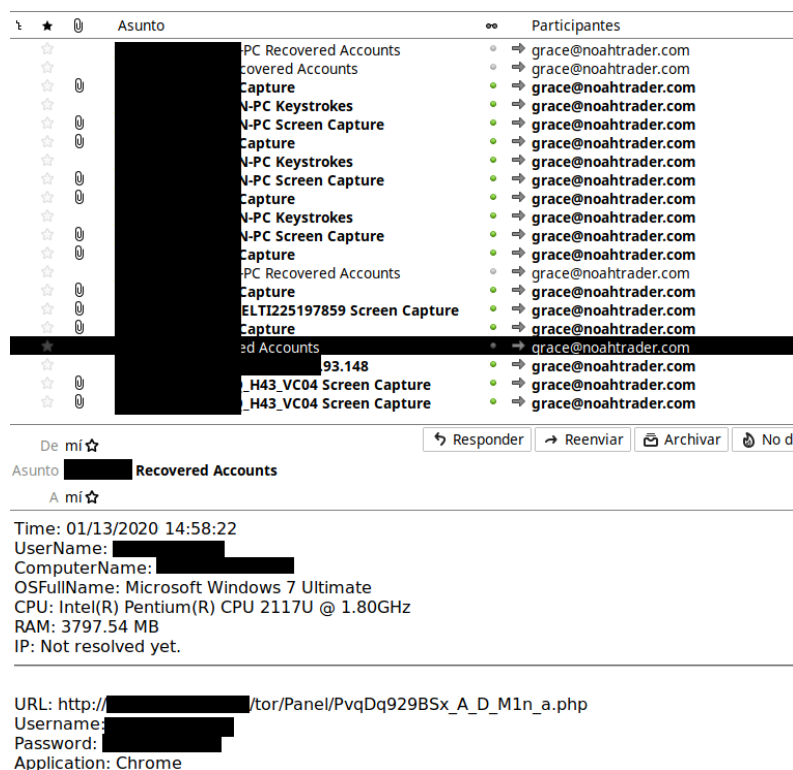 Asunto Participantes
-PC Recovered Accounts grace@noahtrader.com
covered Accounts grace@noahtrader.com
Capture grace@noahtrader.com
N-PC Keystrokes grace@noahtrader.com
N-PC Screen Capture grace@noahtrader.com
Capture grace@noahtrader.com
N-PC Keystrokes grace@noahtrader.com
N-PC Screen Capture grace@noahtrader.com
Capture grace@noahtrader.com
N-PC Keystrokes grace@noahtrader.com
N-PC Screen Capture grace@noahtrader.com
Capture grace@noahtrader.com
-PC Recovered Accounts grace@noahtrader.com
Capture grace@noahtrader.com
ELTI225197859 Screen Capture grace@noahtrader.com
Capture grace@noahtrader.com
ed Accounts grace@noahtrader.com
.93.148 grace@noahtrader.com
_H43_VC04 Screen Capture grace@noahtrader.com
_H43_VC04 Screen Capture grace@noahtrader.com
De mí Responder Reenviar Archivar No d
Asunto Recovered Accounts
A mí
Time: 01/13/2020 14:58:22
UserName:
ComputerName:
OSFullName: Microsoft Windows 7 Ultimate
CPU: Intel(R) Pentium(R) CPU 2117U @ 1.80GHz
RAM: 3797.54 MB
IP: Not resolved yet.
URL: http:// /tor/Panel/PvqDq929BSx_A_D_M1n_a.php
Username:
Password:
Application: Chrome